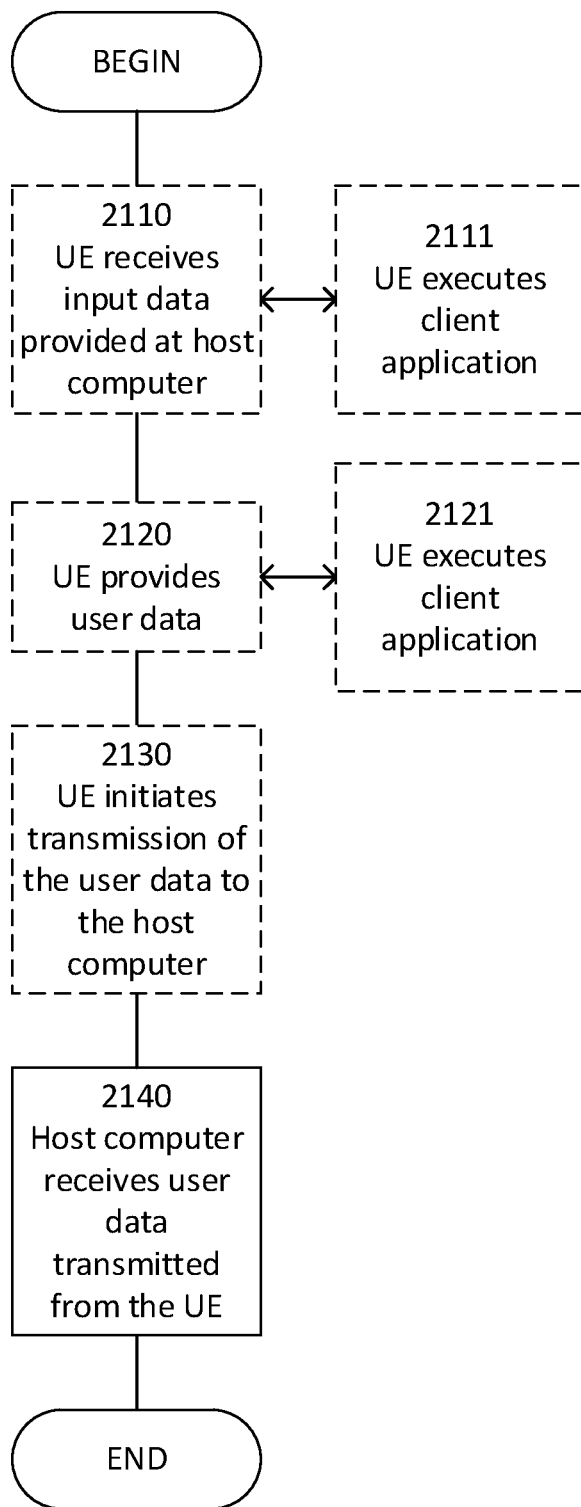 BEGIN
2110
UE receives
input data
provided at host
computer
2111
UE executes
client
application
2120
UE provides
user data
2121
UE executes
client
application
2130
UE initiates
transmission of
the user data to
the host
computer
2140
Host computer
receives user
data
transmitted
from the UE
END